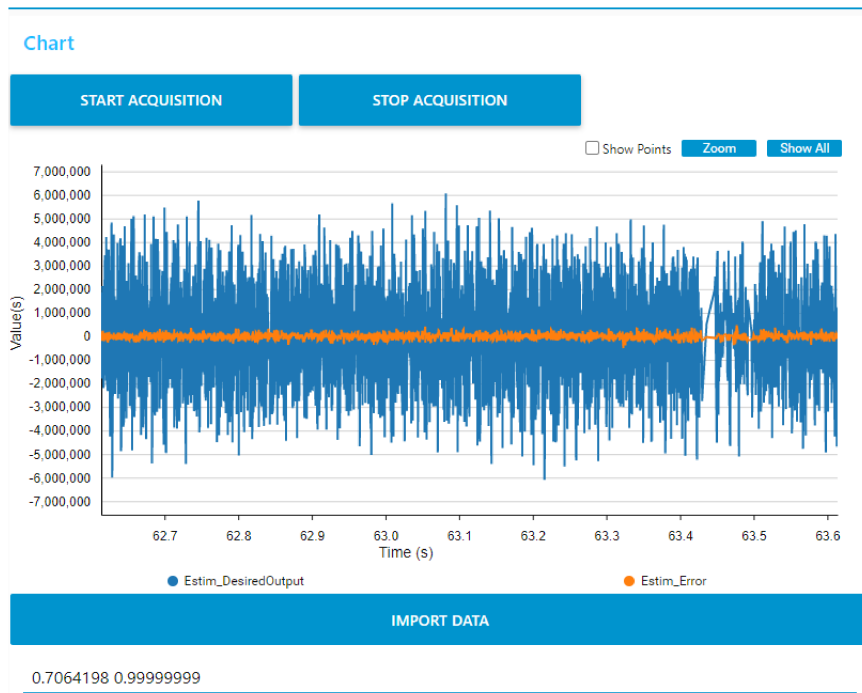 Chart
START ACQUISITION STOP ACQUISITION
Show Points Zoom Show All
7,000,000
6,000,000
5,000,000
4,000,000
3,000,000
2,000,000
1,000,000
0
-1,000,000
-2,000,000
-3,000,000
-4,000,000
-5,000,000
-6,000,000
-7,000,000
Value(s)
62.7 62.8 62.9 63.0 63.1 63.2 63.3 63.4 63.5 63.6
Time (s)
Estim_DesiredOutput Estim_Error
IMPORT DATA
0.7064198 0.99999999